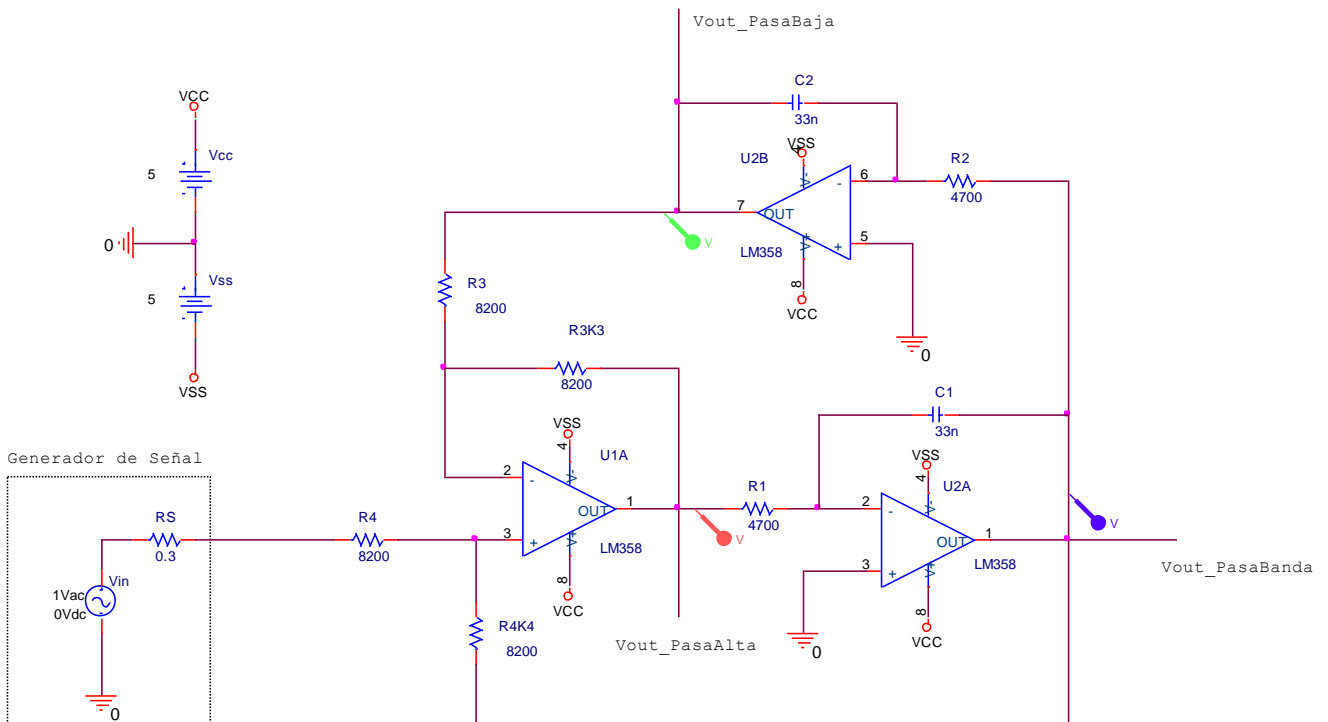 Vout_PasaBaja
C2
33n
VCC
Vcc
5
0
Vss
5
VSS
VSS
4
V-
U2B
6
-
R2
4700
7
OUT
5
+
V+
LM358
8
VCC
0
V
R3
8200
R3K3
8200
C1
33n
VSS
4
V-
U1A
2
-
1
OUT
3
+
V+
LM358
8
VCC
R1
4700
V
VSS
4
V-
U2A
2
-
1
OUT
3
+
V+
LM358
8
VCC
0
V
Vout_PasaBanda
Vout_PasaAlta
Generador de Señal
RS
0.3
R4
8200
Vin
1Vac
0Vdc
0
R4K4
8200